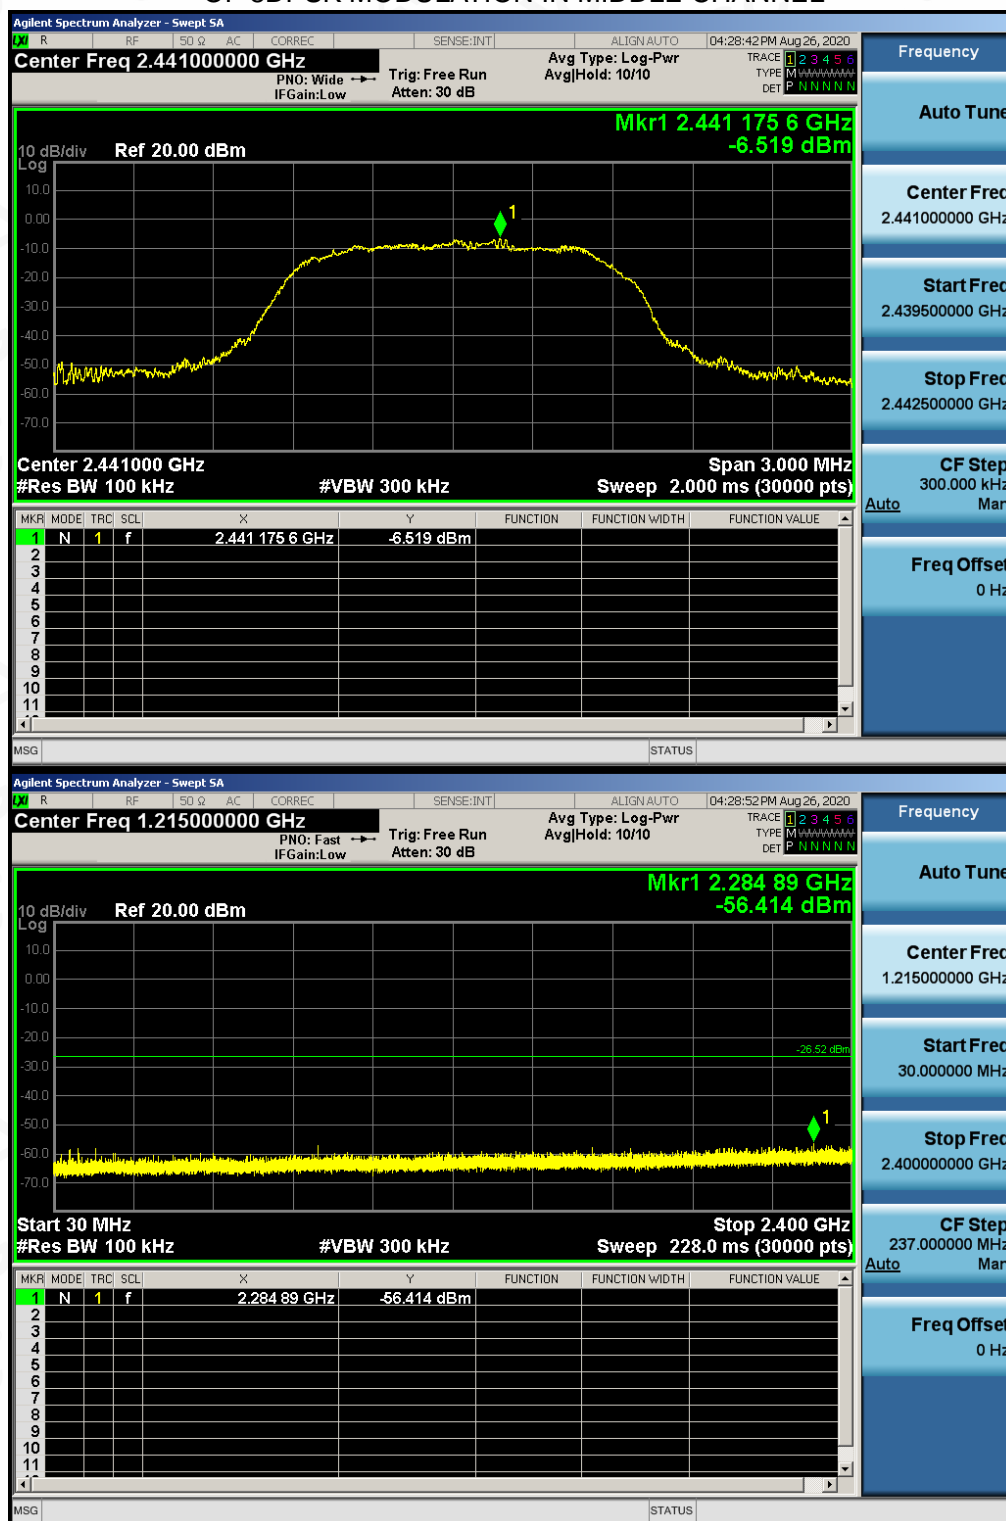 OF 8DPSK MODULATION IN MIDDLE CHANNEL
Agilent Spectrum Analyzer - Swept SA
LXI R RF 50 Ω AC CORREC SENSE:INT ALIGN AUTO 04:28:42 PM Aug 26, 2020
Center Freq 2.441000000 GHz
PNO: Wide
IFGain:Low
Trig: Free Run
Atten: 30 dB
Avg Type: Log-Pwr
Avg|Hold: 10/10
TRACE 1 2 3 4 5 6
TYPE M
DET P N N N N N
Mkr1 2.441 175 6 GHz
-6.519 dBm
10 dB/div Ref 20.00 dBm
Log
10.0
0.00
-10.0
-20.0
-30.0
-40.0
-50.0
-60.0
-70.0
1
Center 2.441000 GHz Span 3.000 MHz
#Res BW 100 kHz #VBW 300 kHz Sweep 2.000 ms (30000 pts)
MKR MODE TRC SCL X Y FUNCTION FUNCTION WIDTH FUNCTION VALUE
1 N 1 f 2.441 175 6 GHz -6.519 dBm
2
3
4
5
6
7
8
9
10
11
MSG STATUS
Frequency
Auto Tune
Center Freq
2.441000000 GHz
Start Freq
2.439500000 GHz
Stop Freq
2.442500000 GHz
CF Step
300.000 kHz
Auto Man
Freq Offset
0 Hz
Agilent Spectrum Analyzer - Swept SA
LXI R RF 50 Ω AC CORREC SENSE:INT ALIGN AUTO 04:28:52 PM Aug 26, 2020
Center Freq 1.215000000 GHz
PNO: Fast
IFGain:Low
Trig: Free Run
Atten: 30 dB
Avg Type: Log-Pwr
Avg|Hold: 10/10
TRACE 1 2 3 4 5 6
TYPE M
DET P N N N N N
Mkr1 2.284 89 GHz
-56.414 dBm
10 dB/div Ref 20.00 dBm
Log
10.0
0.00
-10.0
-20.0
-30.0
-40.0
-50.0
-60.0
-70.0
-26.52 dBm
1
Start 30 MHz Stop 2.400 GHz
#Res BW 100 kHz #VBW 300 kHz Sweep 228.0 ms (30000 pts)
MKR MODE TRC SCL X Y FUNCTION FUNCTION WIDTH FUNCTION VALUE
1 N 1 f 2.284 89 GHz -56.414 dBm
2
3
4
5
6
7
8
9
10
11
MSG STATUS
Frequency
Auto Tune
Center Freq
1.215000000 GHz
Start Freq
30.000000 MHz
Stop Freq
2.400000000 GHz
CF Step
237.000000 MHz
Auto Man
Freq Offset
0 Hz